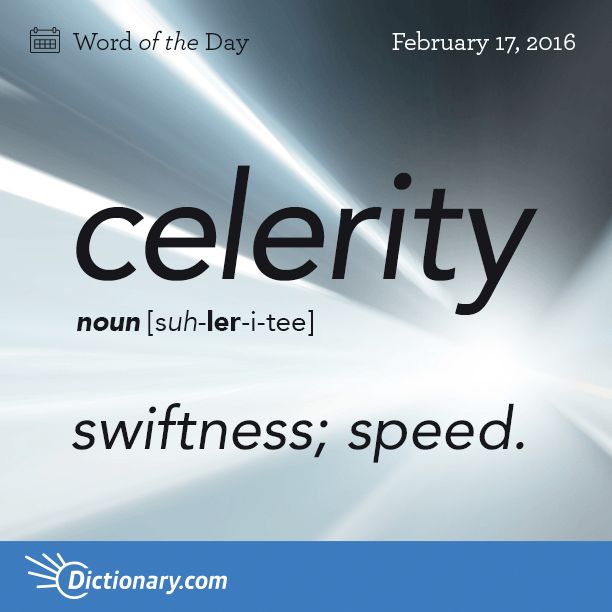 Word of the Day
February 17, 2016
celerity
noun [suh-ler-i-tee]
swiftness; speed.
Dictionary.com